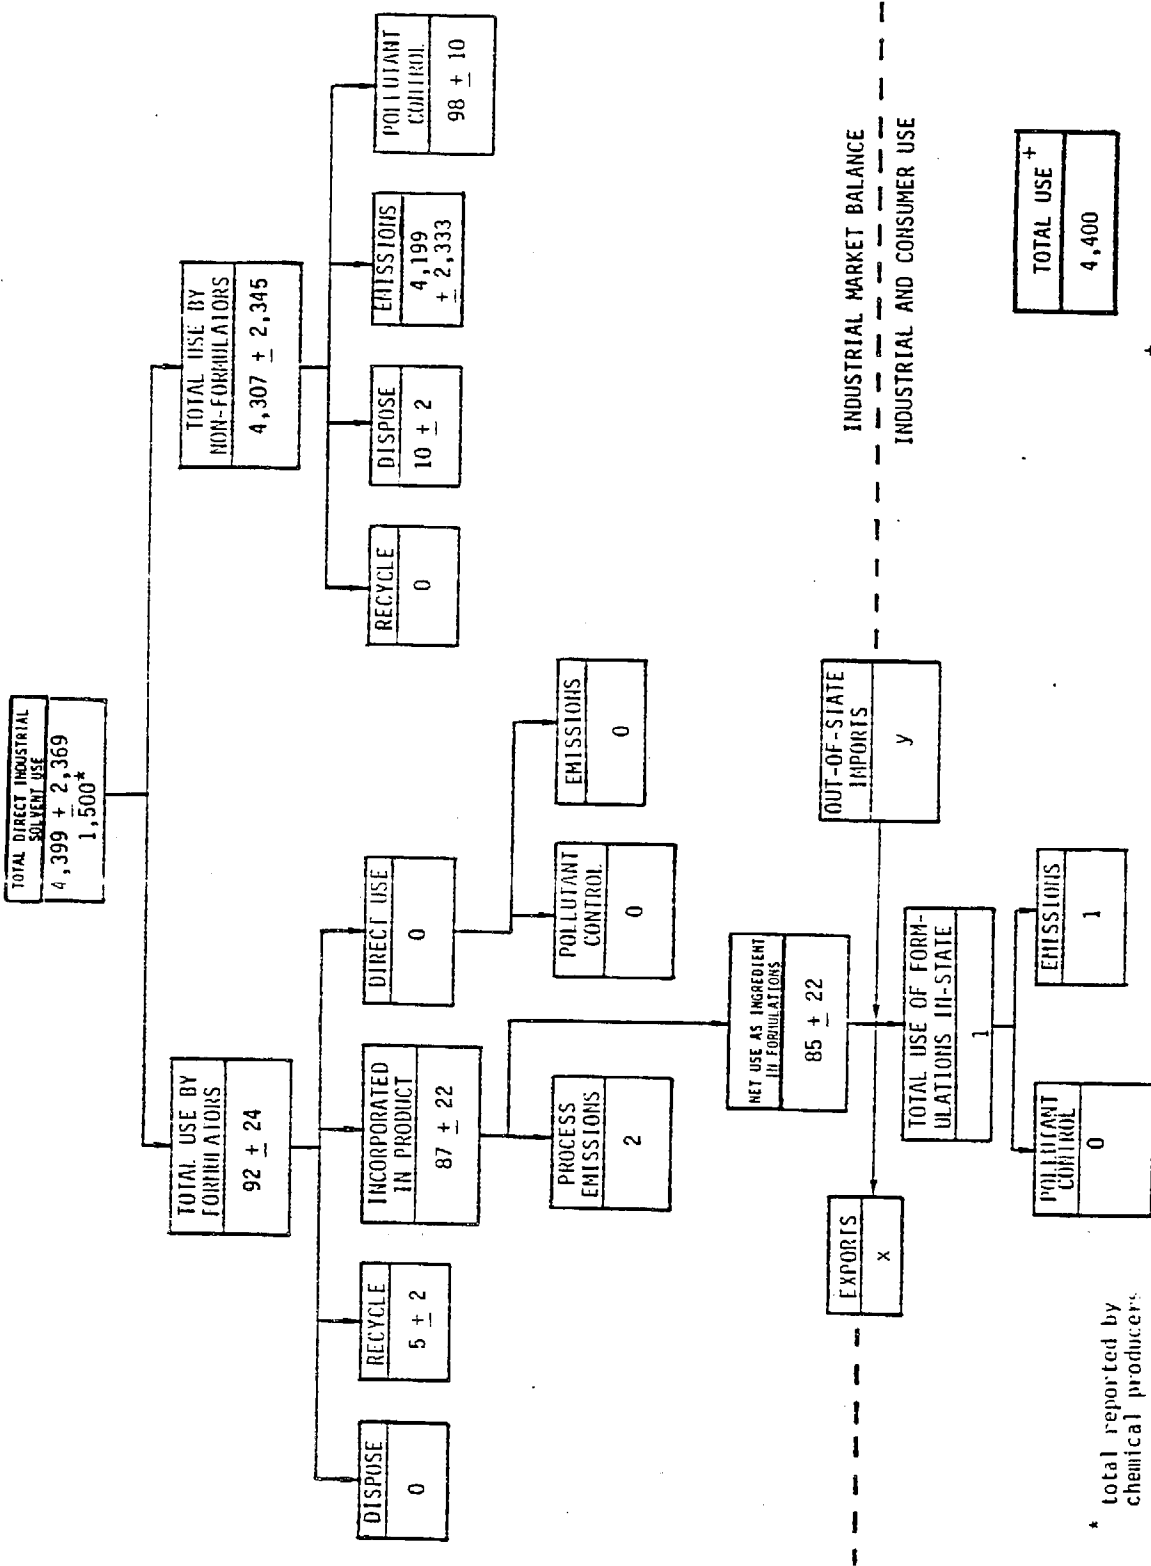 TOTAL DIRECT INDUSTRIAL
SOLVENT USE
4,399 ± 2,369
1,500*
TOTAL USE BY
FORMULATORS
92 ± 24
TOTAL USE BY
NON-FORMULATORS
4,307 ± 2,345
DISPOSE
0
RECYCLE
5 ± 2
INCORPORATED
IN PRODUCT
87 ± 22
DIRECT USE
0
RECYCLE
0
DISPOSE
10 ± 2
EMISSIONS
4,199
± 2,333
POLLUTANT
CONTROL
98 ± 10
PROCESS
EMISSIONS
2
POLLUTANT
CONTROL
0
EMISSIONS
0
NET USE AS INGREDIENT
IN FORMULATIONS
85 ± 22
EXPORTS
x
OUT-OF-STATE
IMPORTS
y
INDUSTRIAL MARKET BALANCE
INDUSTRIAL AND CONSUMER USE
TOTAL USE OF FORM-
ULATIONS IN-STATE
1
POLLUTANT
CONTROL
0
EMISSIONS
1
TOTAL USE +
4,400
* total reported by
chemical producers
+